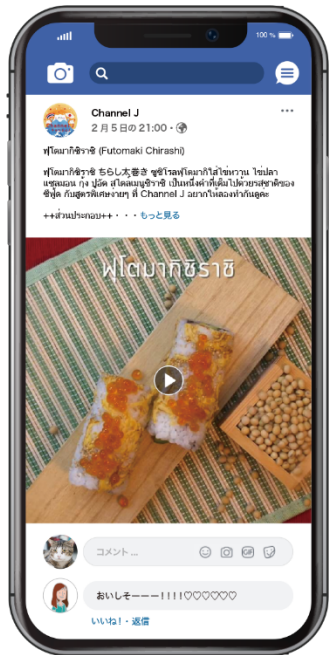 100 %
Channel J
2月5日の 21:00 ·
ฟุโตมากิชิราชิ (Futomaki Chirashi)
ฟุโตมากิชิราชิ ちらし太巻き ซูชิโรลฟุโตมากิใส่ไข่หวาน ไข่ปลา
แซลมอน กุ้ง ปูอัด สไตลเมนูชิราชิ เป็นหนึ่งคำที่เต็มไปด้วยรสชาติของ
ซีฟู้ด กับสูตรพิเศษง่ายๆ ที่ Channel J อยากให้ลองทำกันดูคะ
++ส่วนประกอบ++・・・もっと見る
ฟุโตมากิชิราชิ
コメント ...
GIF
おいしそーーー!!!!♡♡♡♡♡♡
いいね!・返信